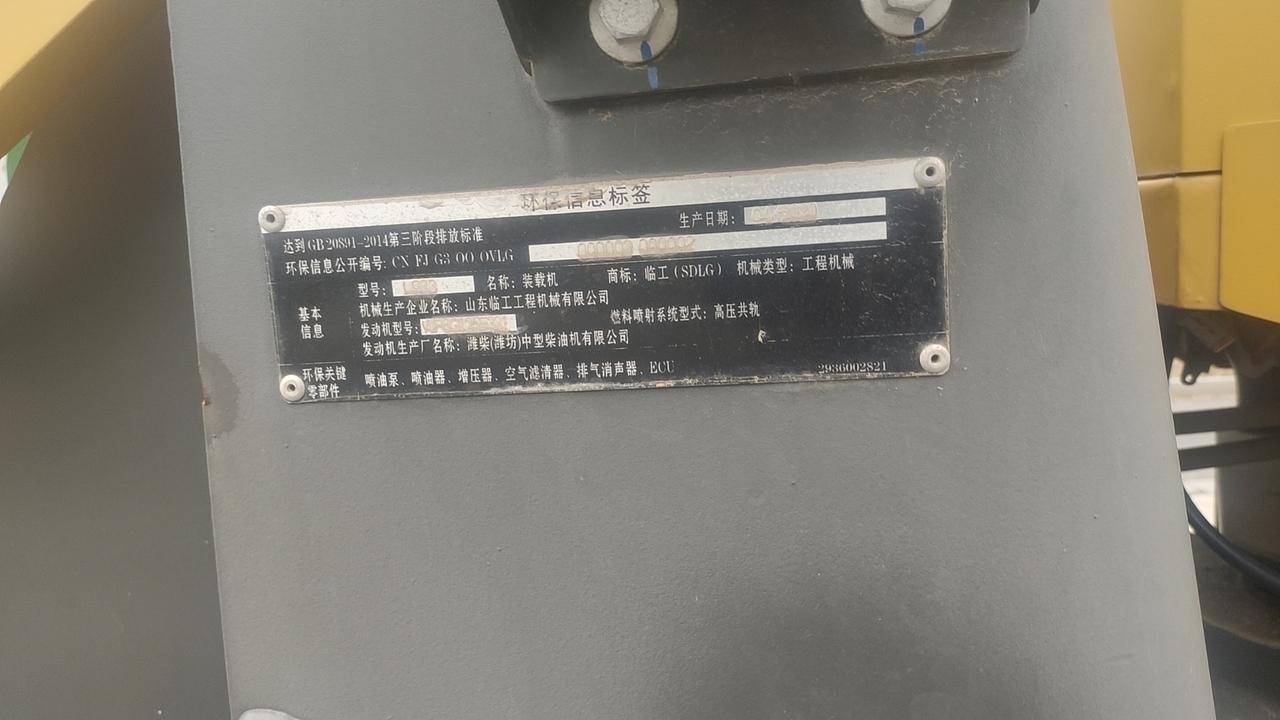 环保信息标签
生产日期:
达到GB20891-2014第三阶段排放标准
环保信息公开编号: CN FJ G3 00 0VLG
型号: 名称: 装载机 商标: 临工(SDLG) 机械类型: 工程机械
基本信息
机械生产企业名称: 山东临工工程机械有限公司
发动机型号: 燃料喷射系统型式: 高压共轨
发动机生产厂名称: 潍柴(潍坊)中型柴油机有限公司
环保关键零部件
喷油泵、喷油器、增压器、空气滤清器、排气消声器、ECU 2936002821